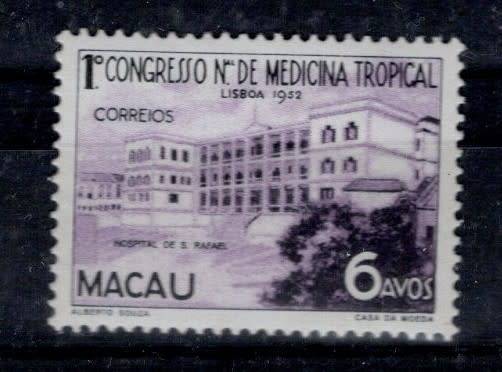 1º CONGRESSO Nal DE MEDICINA TROPICAL
LISBOA 1952
CORREIOS
HOSPITAL DE S. RAFAEL
MACAU
6 AVOS
ALBERTO SOUZA
CASA DA MOEDA